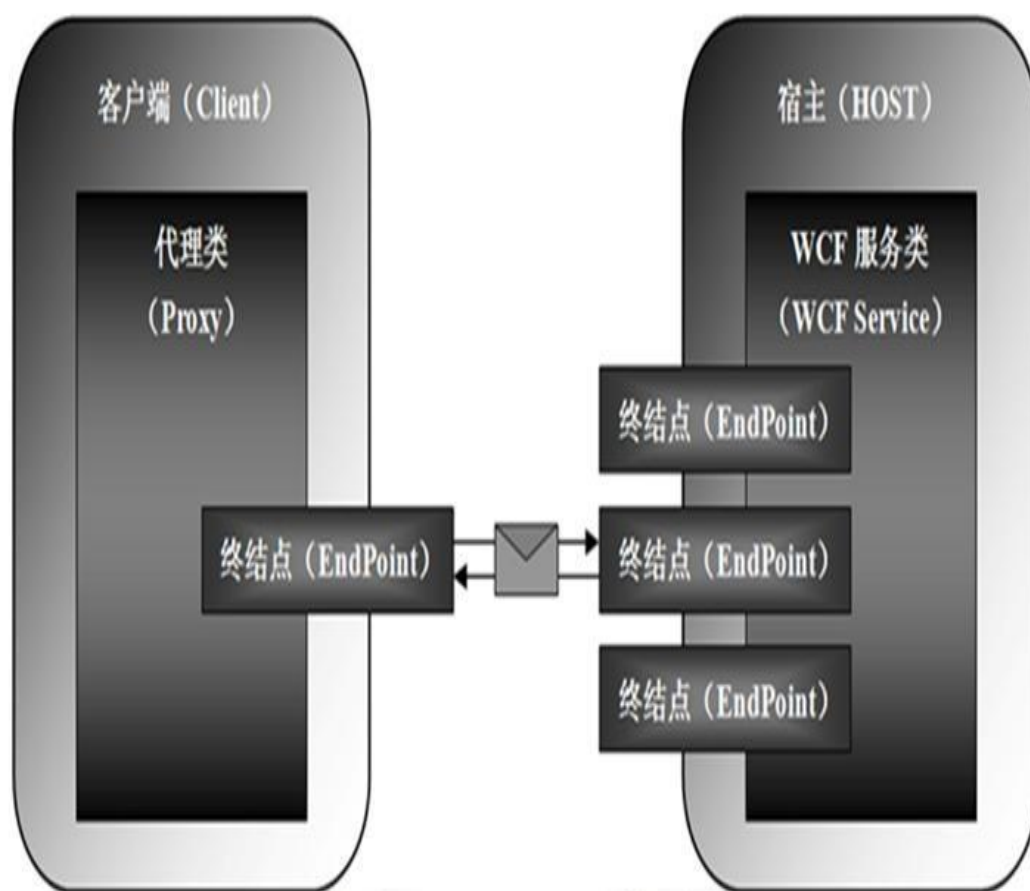 客户端（Client）
代理类
（Proxy）
终结点（EndPoint）
宿主（HOST）
WCF 服务类
（WCF Service）
终结点（EndPoint）
终结点（EndPoint）
终结点（EndPoint）